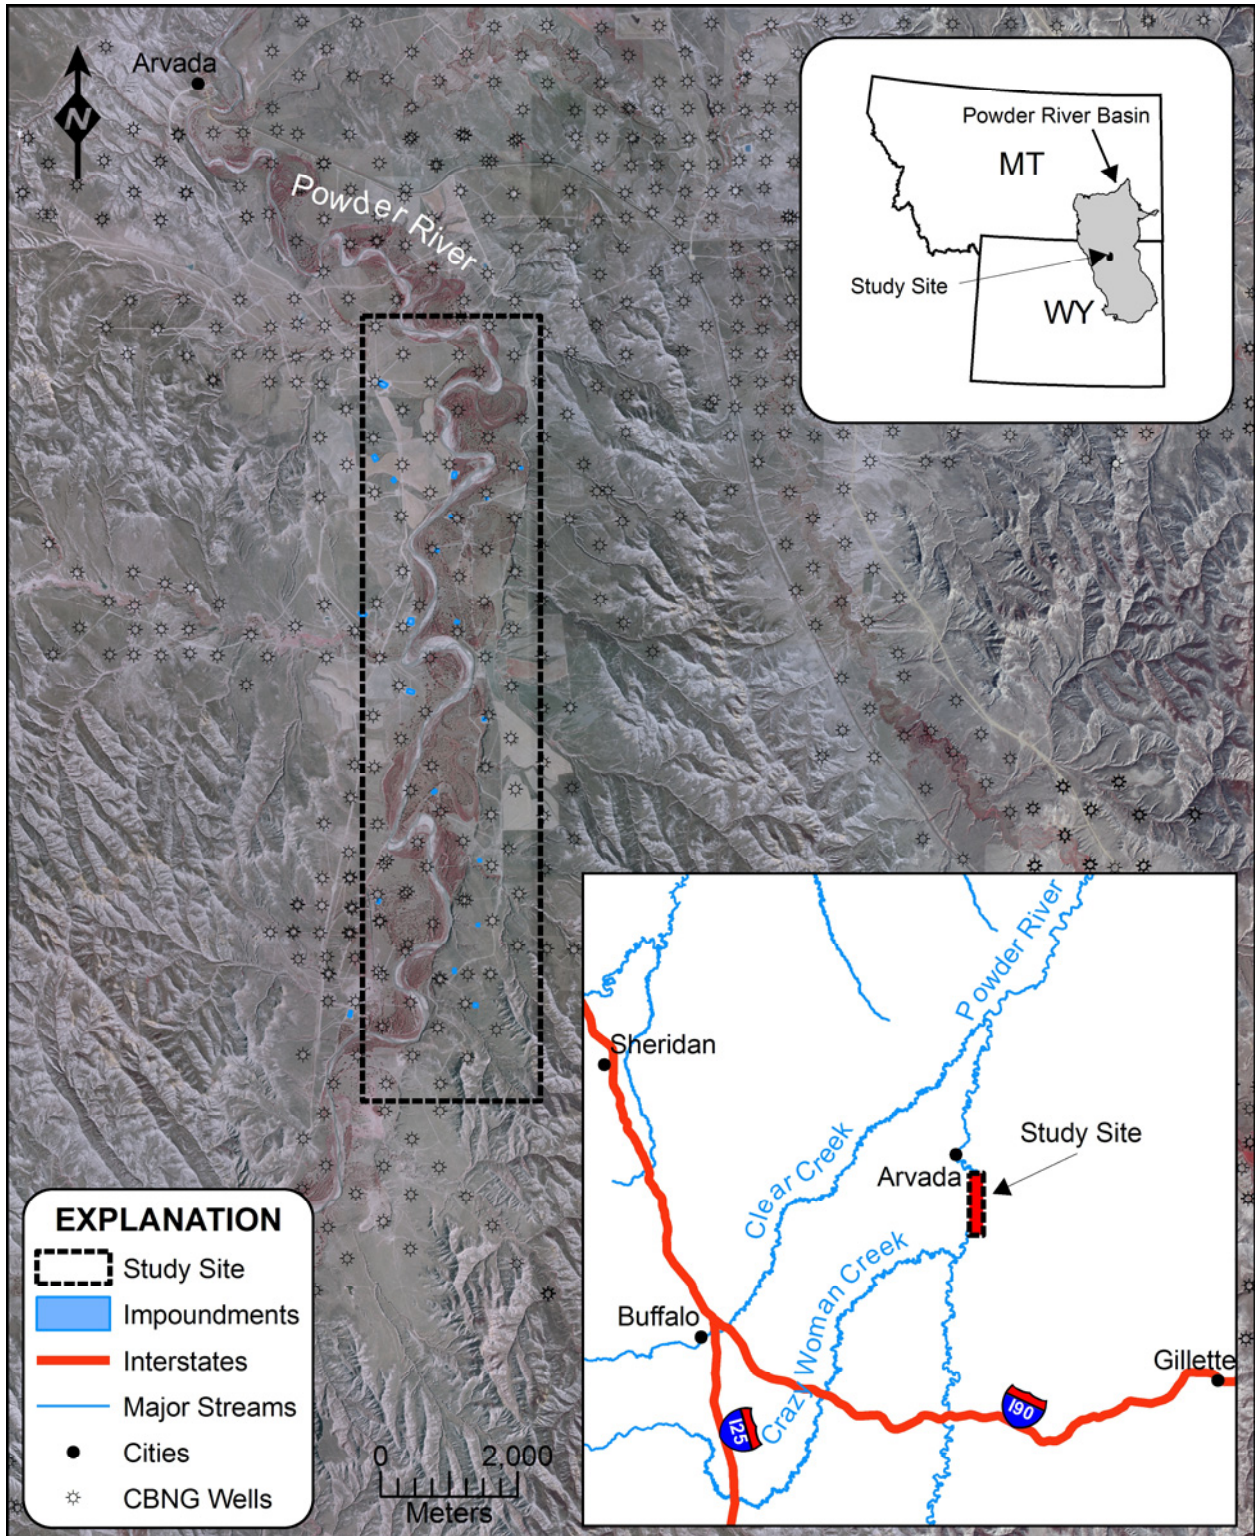 Arvada
N
Powder River
Powder River Basin
MT
Study Site
WY
Powder River
Sheridan
Study Site
Clear Creek
Arvada
Crazy Woman Creek
Buffalo
Gillette
I90
I25
EXPLANATION
Study Site
Impoundments
Interstates
Major Streams
Cities
CBNG Wells
0 2,000
Meters